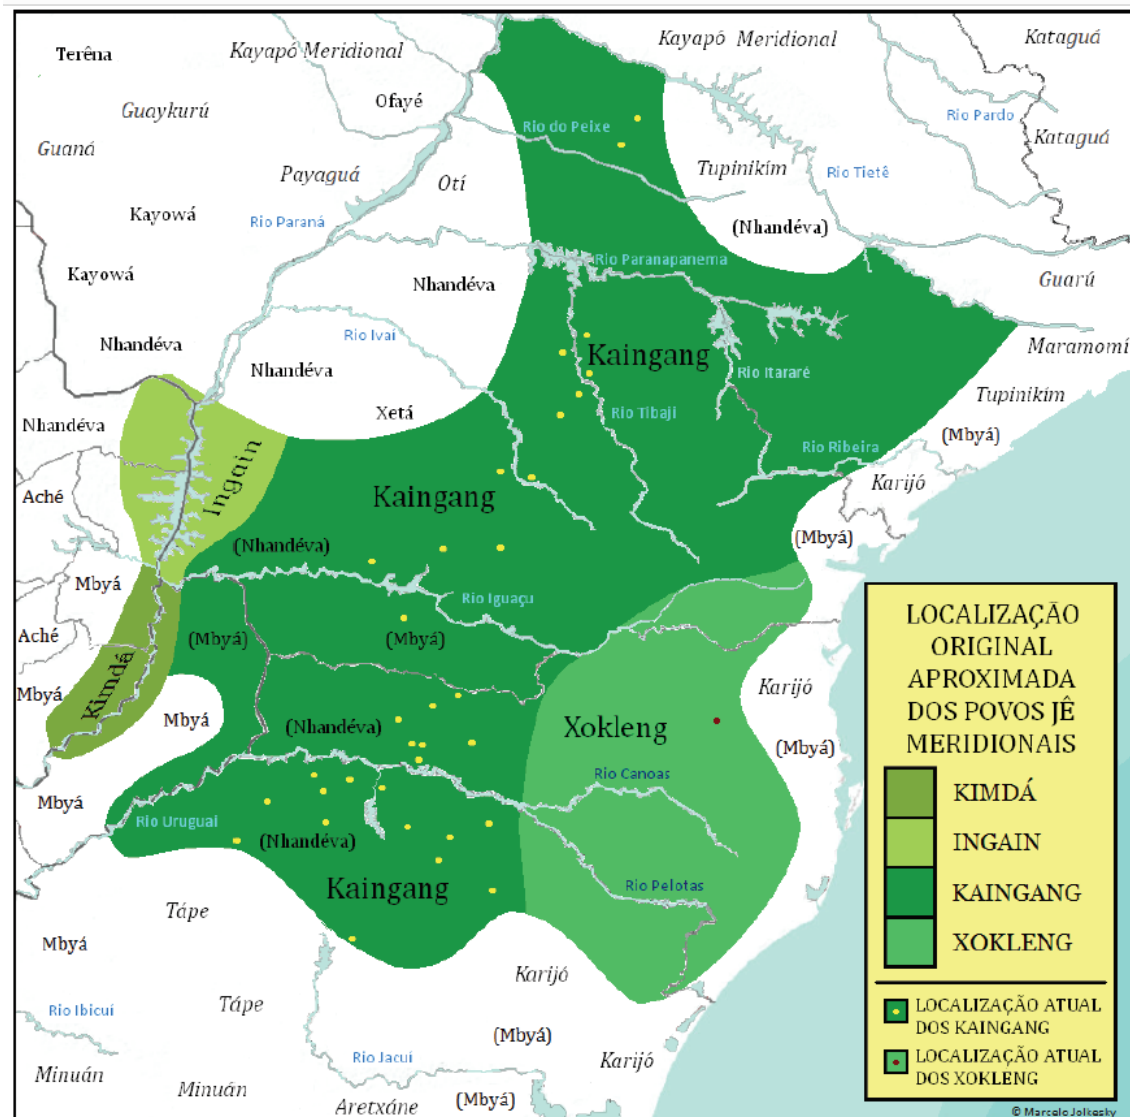 Terêna
Kayapó Meridional
Kayapó Meridional
Kataguá
Guaykurú
Ofayé
Rio do Peixe
Rio Pardo
Kataguá
Guaná
Payaguá
Otí
Tupinikím
Rio Tietê
Kayowá
Rio Paraná
(Nhandéva)
Kayowá
Nhandéva
Rio Paranapanema
Guarú
Nhandéva
Rio Ivaí
Kaingang
Maramomí
Nhandéva
Rio Itararé
Tupinikím
Nhandéva
Xetá
Rio Tibaji
(Mbyá)
Rio Ribeira
Ingain
Aché
Kaingang
Karijó
(Nhandéva)
(Mbyá)
Mbyá
Rio Iguaçu
Aché
(Mbyá)
(Mbyá)
Kimdá
Mbyá
Mbyá
(Nhandéva)
Xokleng
Karijó
(Mbyá)
Rio Canoas
Mbyá
Rio Uruguai
(Nhandéva)
Kaingang
Rio Pelotas
Tápe
Mbyá
Karijó
Tápe
Rio Ibicuí
(Mbyá)
Rio Jacuí
Karijó
Minuán
Minuán
Aretxáne
(Mbyá)
LOCALIZAÇÃO
ORIGINAL
APROXIMADA
DOS POVOS JÊ
MERIDIONAIS
KIMDÁ
INGAIN
KAINGANG
XOKLENG
LOCALIZAÇÃO ATUAL
DOS KAINGANG
LOCALIZAÇÃO ATUAL
DOS XOKLENG
© Marcelo Jolkesky